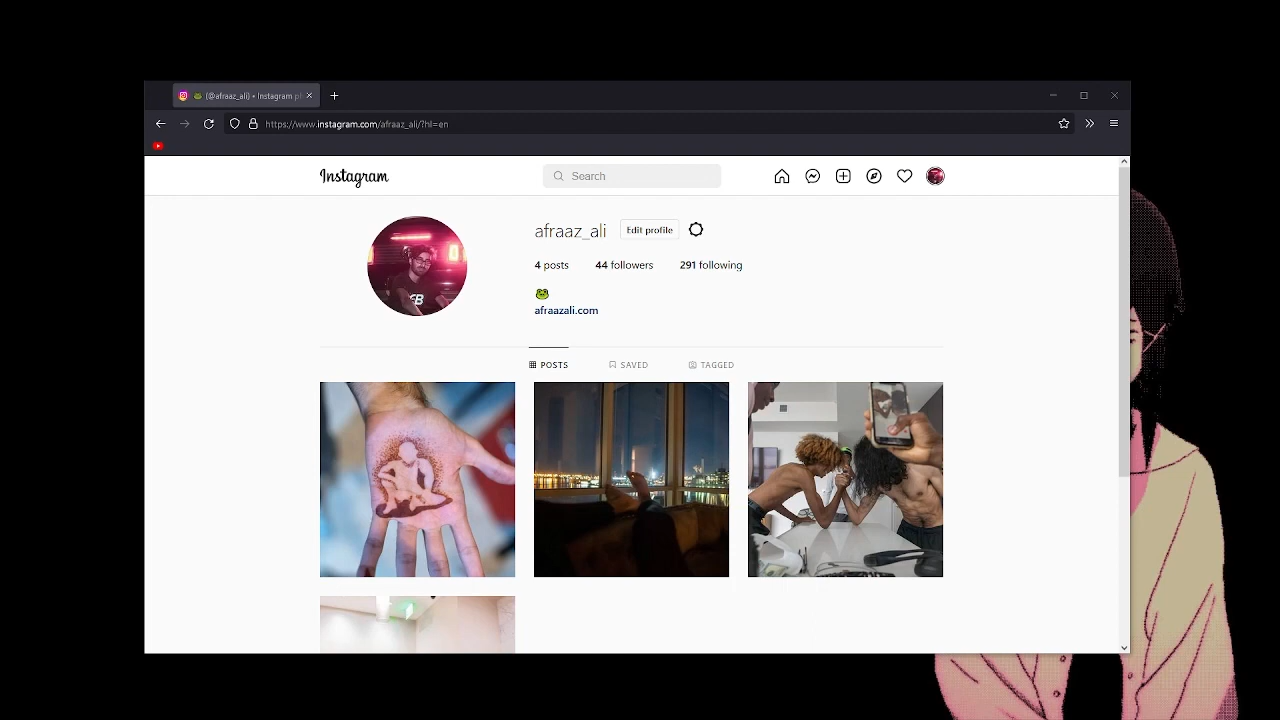 (@afraaz_ali) • Instagram p
https://www.instagram.com/afraaz_ali/?hl=en
Instagram
Search
afraaz_ali Edit profile
4 posts 44 followers 291 following
afraazali.com
POSTS SAVED TAGGED